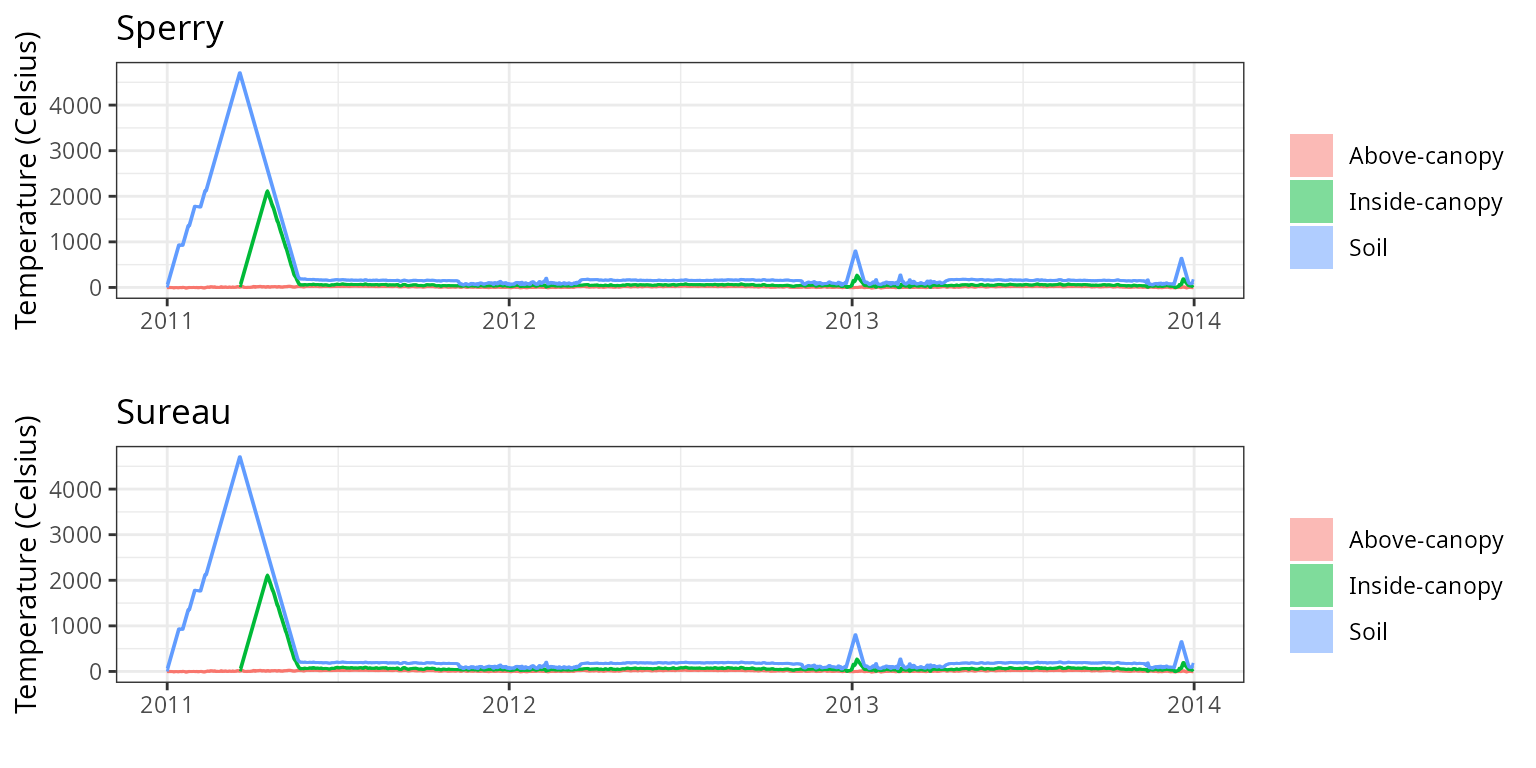 Sperry
Temperature (Celsius)
4000
3000
2000
1000
0
2011 2012 2013 2014
Above-canopy
Inside-canopy
Soil
Sureau
Temperature (Celsius)
4000
3000
2000
1000
0
2011 2012 2013 2014
Above-canopy
Inside-canopy
Soil